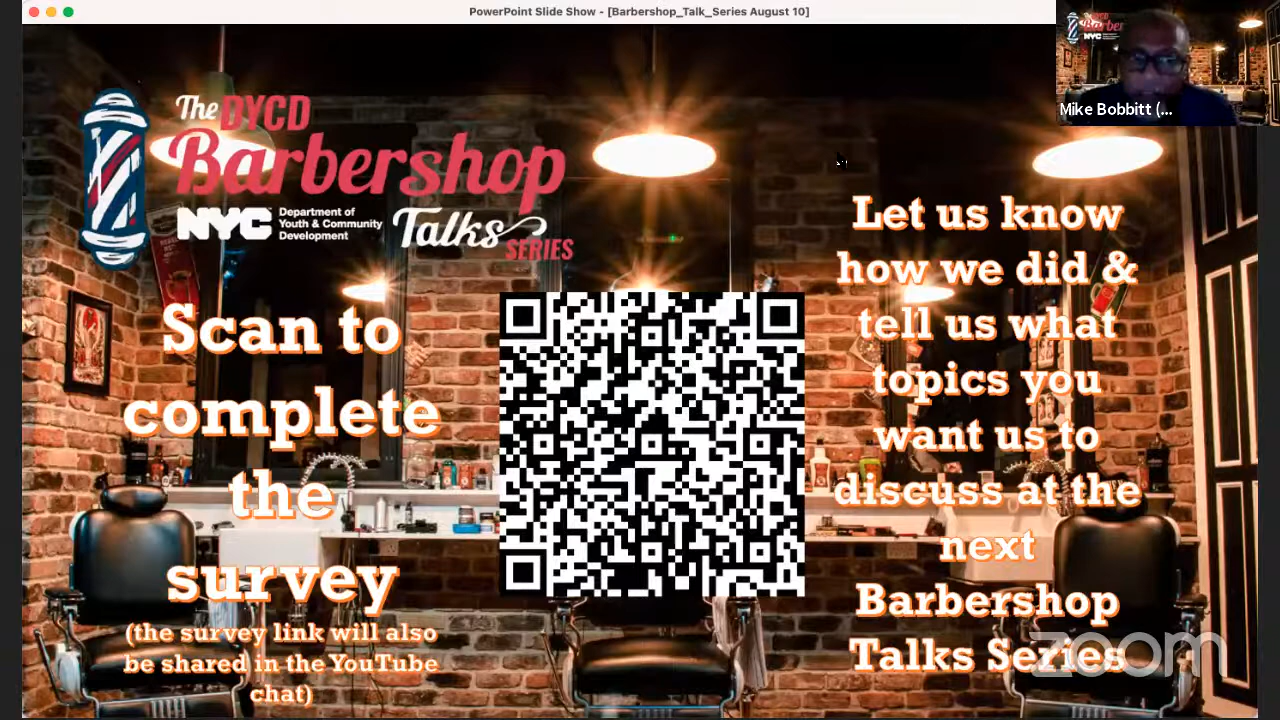 PowerPoint Slide Show - [Barbershop_Talk_Series August 10]
Mike Bobbitt (...
The DYCD
Barbershop
NYC
Department of
Youth & Community
Development
Talks
SERIES
Scan to
complete
the
survey
(the survey link will also
be shared in the YouTube
chat)
Let us know
how we did &
tell us what
topics you
want us to
discuss at the
next
Barbershop
Talks Series
zoom